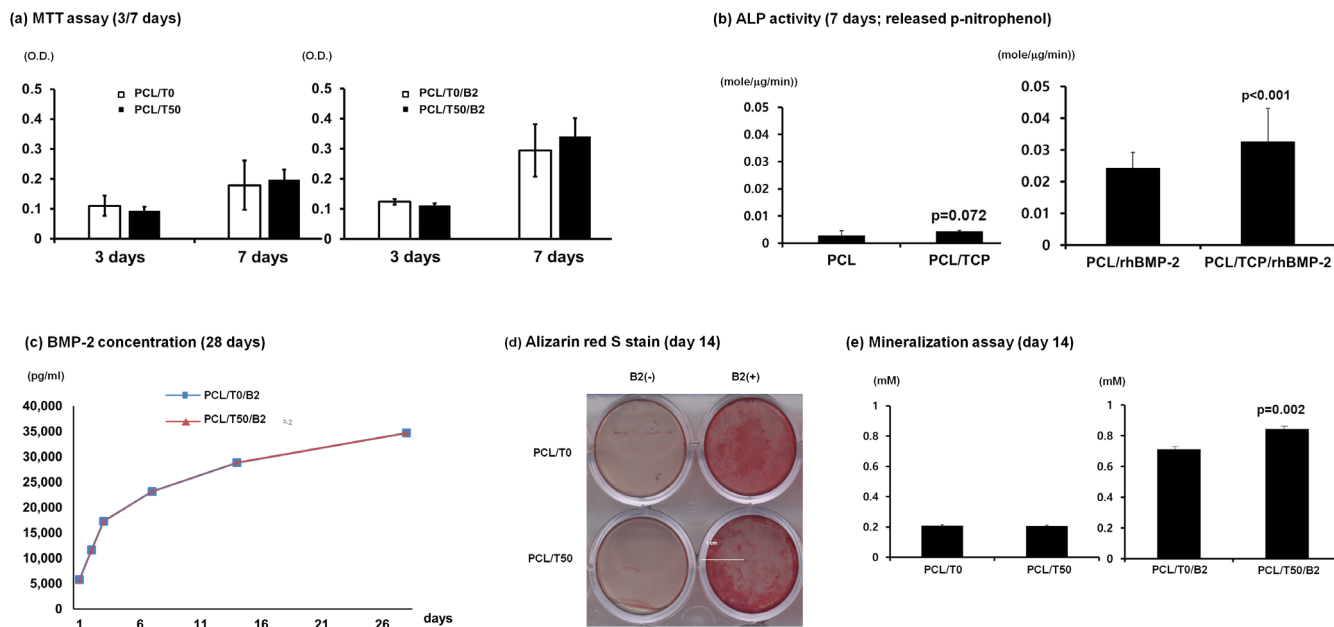 (a) MTT assay (3/7 days)
(O.D.)
0.5
0.4
0.3
0.2
0.1
0
PCL/T0
PCL/T50
3 days
7 days
(O.D.)
0.5
0.4
0.3
0.2
0.1
0
PCL/T0/B2
PCL/T50/B2
3 days
7 days
(b) ALP activity (7 days; released p-nitrophenol)
(mole/μg/min))
0.05
0.04
0.03
0.02
0.003
0
p=0.072
PCL
PCL/TCP
(mole/μg/min))
0.05
0.04
0.03
0.02
0.01
0
p<0.001
PCL/rhBMP-2
PCL/TCP/rhBMP-2
(c) BMP-2 concentration (28 days)
(pg/ml)
40,000
35,000
30,000
25,000
20,000
15,000
10,000
5,000
0
PCL/T0/B2
PCL/T50/B2
1 6 11 16 21 26
days
(d) Alizarin red S stain (day 14)
B2(-) B2(+)
PCL/T0
PCL/T50
1 cm
(e) Mineralization assay (day 14)
(mM)
1
0.8
0.6
0.4
0.2
0
PCL/T0
PCL/T50
(mM)
1
0.8
0.6
0.4
0.2
0
p=0.002
PCL/T0/B2
PCL/T50/B2